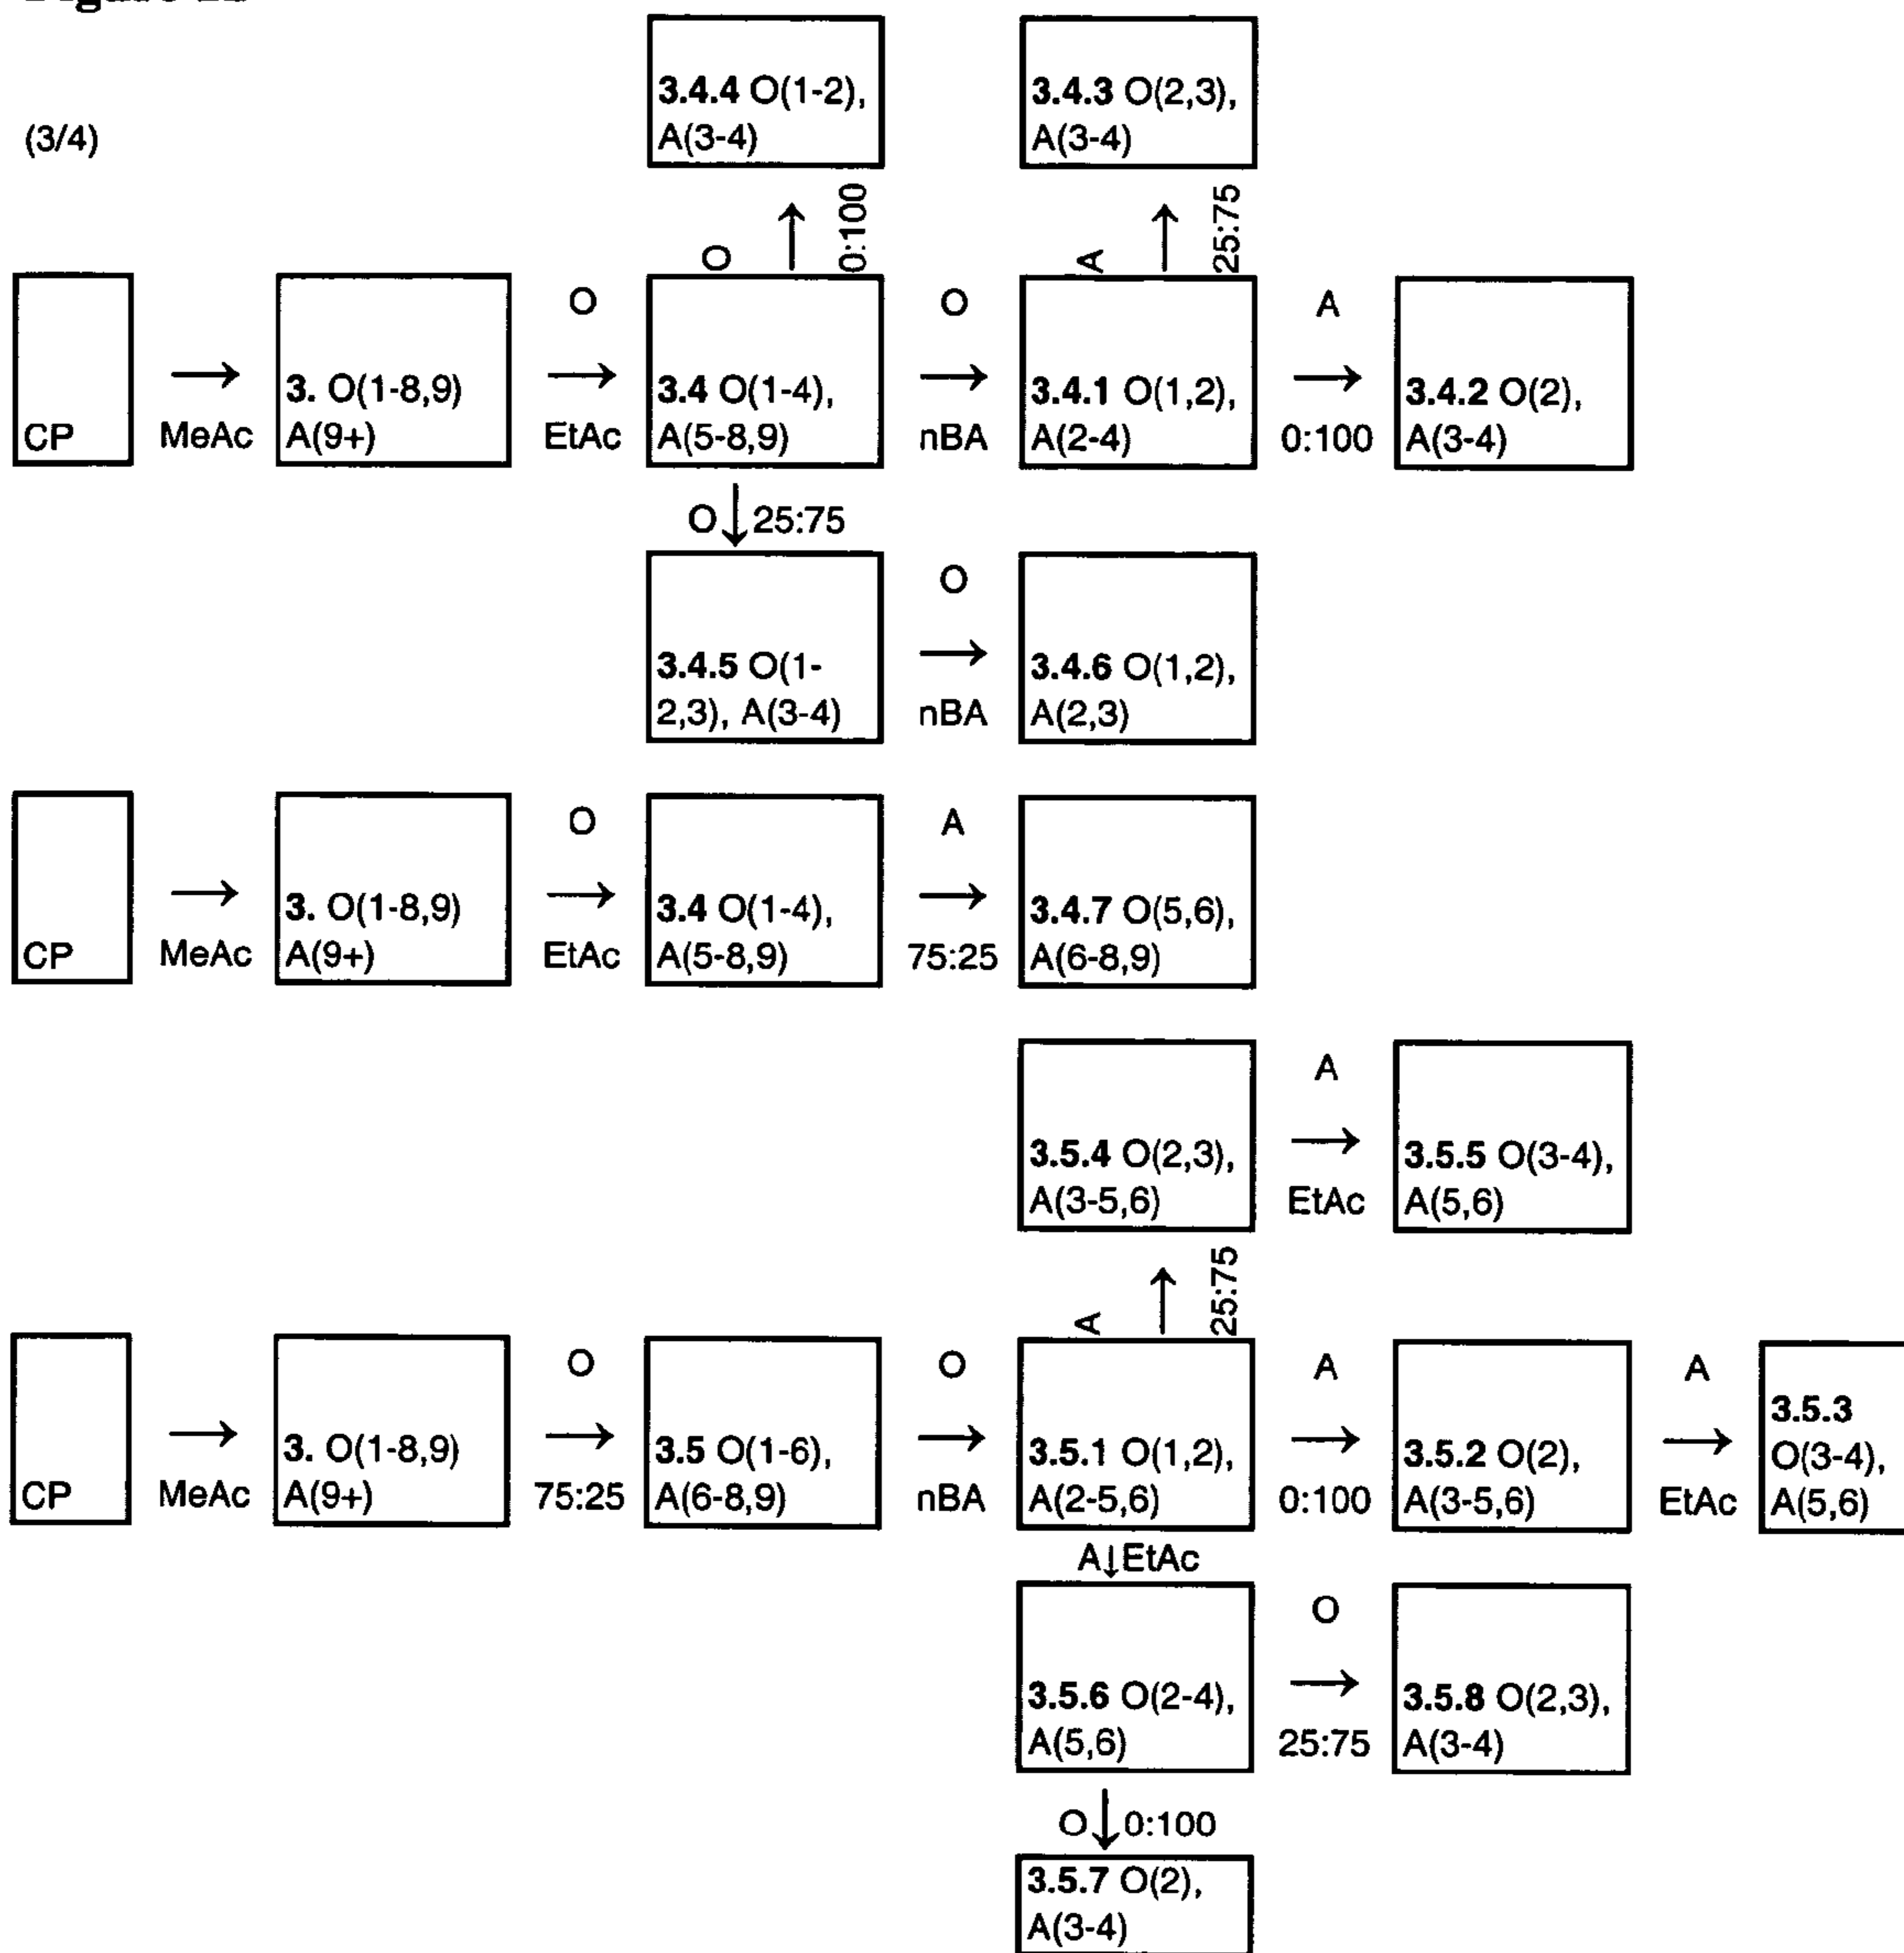 (3/4)
3.4.4 O(1-2),
A(3-4)
3.4.3 O(2,3),
A(3-4)
O
0:100
A
25:75
CP
MeAc
3. O(1-8,9)
A(9+)
O
EtAc
3.4 O(1-4),
A(5-8,9)
O
nBA
3.4.1 O(1,2),
A(2-4)
A
0:100
3.4.2 O(2),
A(3-4)
O 25:75
3.4.5 O(1-
2,3), A(3-4)
O
nBA
3.4.6 O(1,2),
A(2,3)
CP
MeAc
3. O(1-8,9)
A(9+)
O
EtAc
3.4 O(1-4),
A(5-8,9)
A
75:25
3.4.7 O(5,6),
A(6-8,9)
3.5.4 O(2,3),
A(3-5,6)
A
EtAc
3.5.5 O(3-4),
A(5,6)
A
25:75
CP
MeAc
3. O(1-8,9)
A(9+)
O
75:25
3.5 O(1-6),
A(6-8,9)
O
nBA
3.5.1 O(1,2),
A(2-5,6)
A
0:100
3.5.2 O(2),
A(3-5,6)
A
EtAc
3.5.3
O(3-4),
A(5,6)
A EtAc
3.5.6 O(2-4),
A(5,6)
O
25:75
3.5.8 O(2,3),
A(3-4)
O 0:100
3.5.7 O(2),
A(3-4)